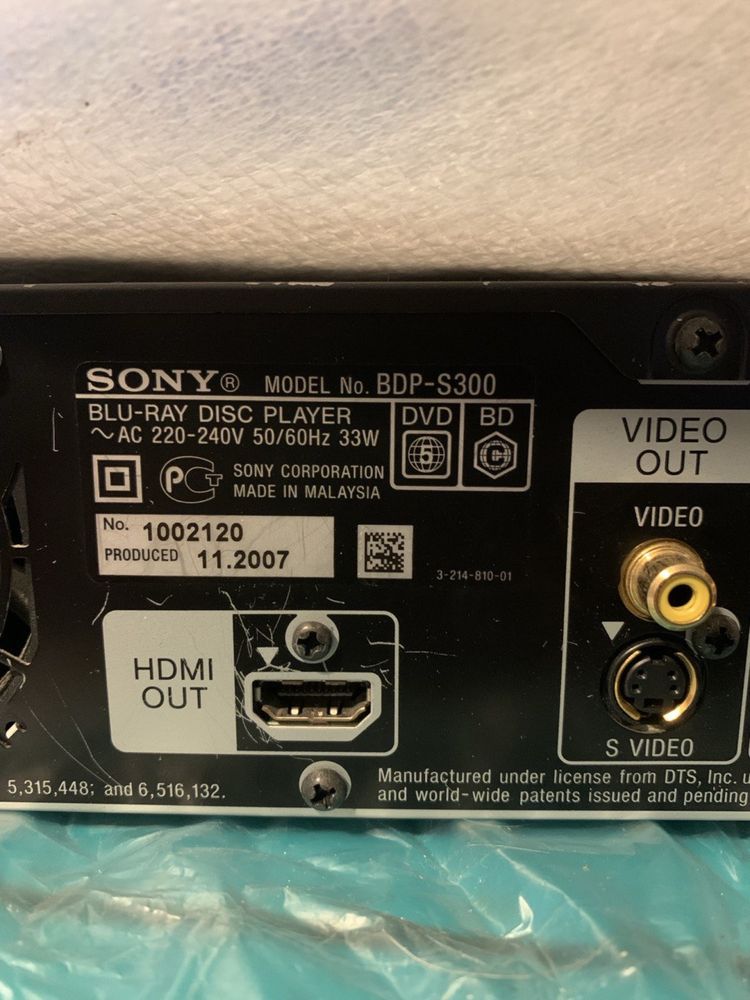 SONY® MODEL No. BDP-S300
BLU-RAY DISC PLAYER
~ AC 220-240V 50/60Hz 33W
DVD
5
BD
C
PCT
SONY CORPORATION
MADE IN MALAYSIA
No. 1002120
PRODUCED 11.2007
3-214-810-01
HDMI
OUT
VIDEO
OUT
VIDEO
S VIDEO
5,315,448; and 6,516,132.
Manufactured under license from DTS, Inc. u
and world-wide patents issued and pending